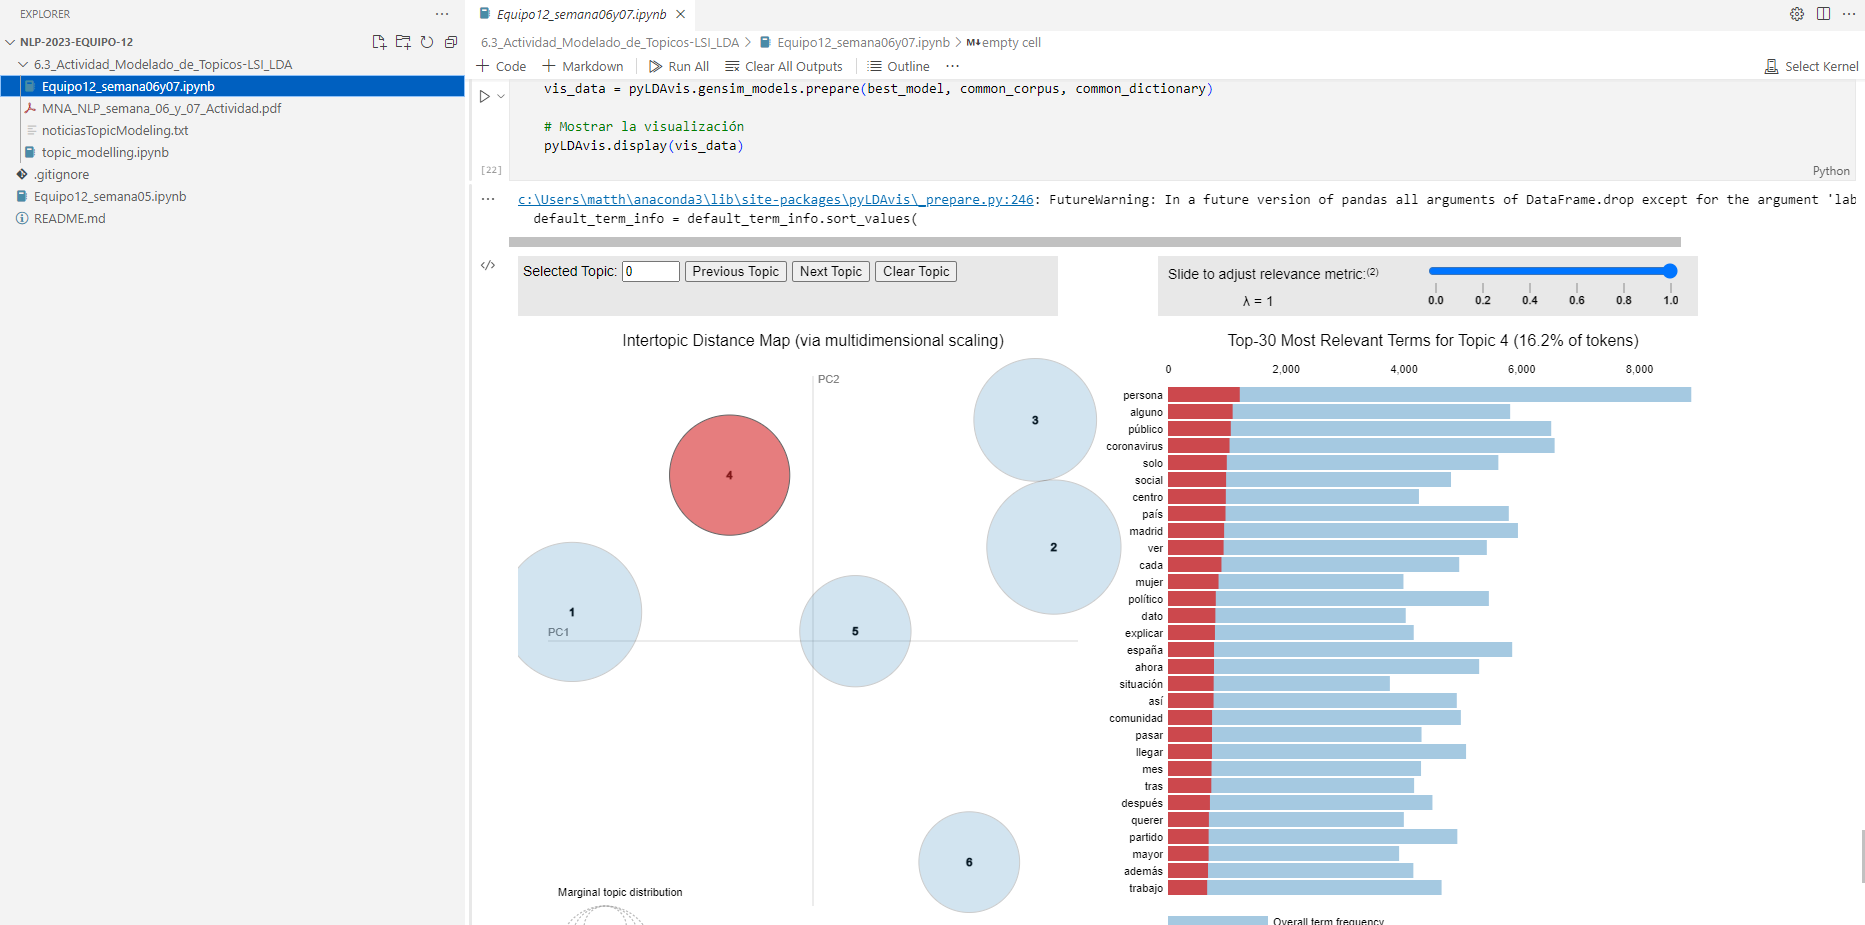 EXPLORER
NLP-2023-EQUIPO-12
6.3_Actividad_Modelado_de_Topicos-LSI_LDA
Equipo12_semana06y07.ipynb
MNA_NLP_semana_06_y_07_Actividad.pdf
noticiasTopicModeling.txt
topic_modelling.ipynb
.gitignore
Equipo12_semana05.ipynb
README.md
Equipo12_semana06y07.ipynb
6.3_Actividad_Modelado_de_Topicos-LSI_LDA > Equipo12_semana06y07.ipynb > M↓ empty cell
+ Code + Markdown Run All Clear All Outputs Outline ··· Select Kernel
vis_data = pyLDAvis.gensim_models.prepare(best_model, common_corpus, common_dictionary)
# Mostrar la visualización
pyLDAvis.display(vis_data)
[22]
Python
c:\Users\matth\anaconda3\lib\site-packages\pyLDAvis\_prepare.py:246: FutureWarning: In a future version of pandas all arguments of DataFrame.drop except for the argument 'lab
default_term_info = default_term_info.sort_values(
Selected Topic: 0 Previous Topic Next Topic Clear Topic
Slide to adjust relevance metric:(2)
λ = 1
0.0 0.2 0.4 0.6 0.8 1.0
Intertopic Distance Map (via multidimensional scaling)
PC2
PC1
3
4
2
1
5
6
Marginal topic distribution
Top-30 Most Relevant Terms for Topic 4 (16.2% of tokens)
0 2,000 4,000 6,000 8,000
persona
alguno
público
coronavirus
solo
social
centro
país
madrid
ver
cada
mujer
político
dato
explicar
españa
ahora
situación
así
comunidad
pasar
llegar
mes
tras
después
querer
partido
mayor
además
trabajo
Overall term frequency